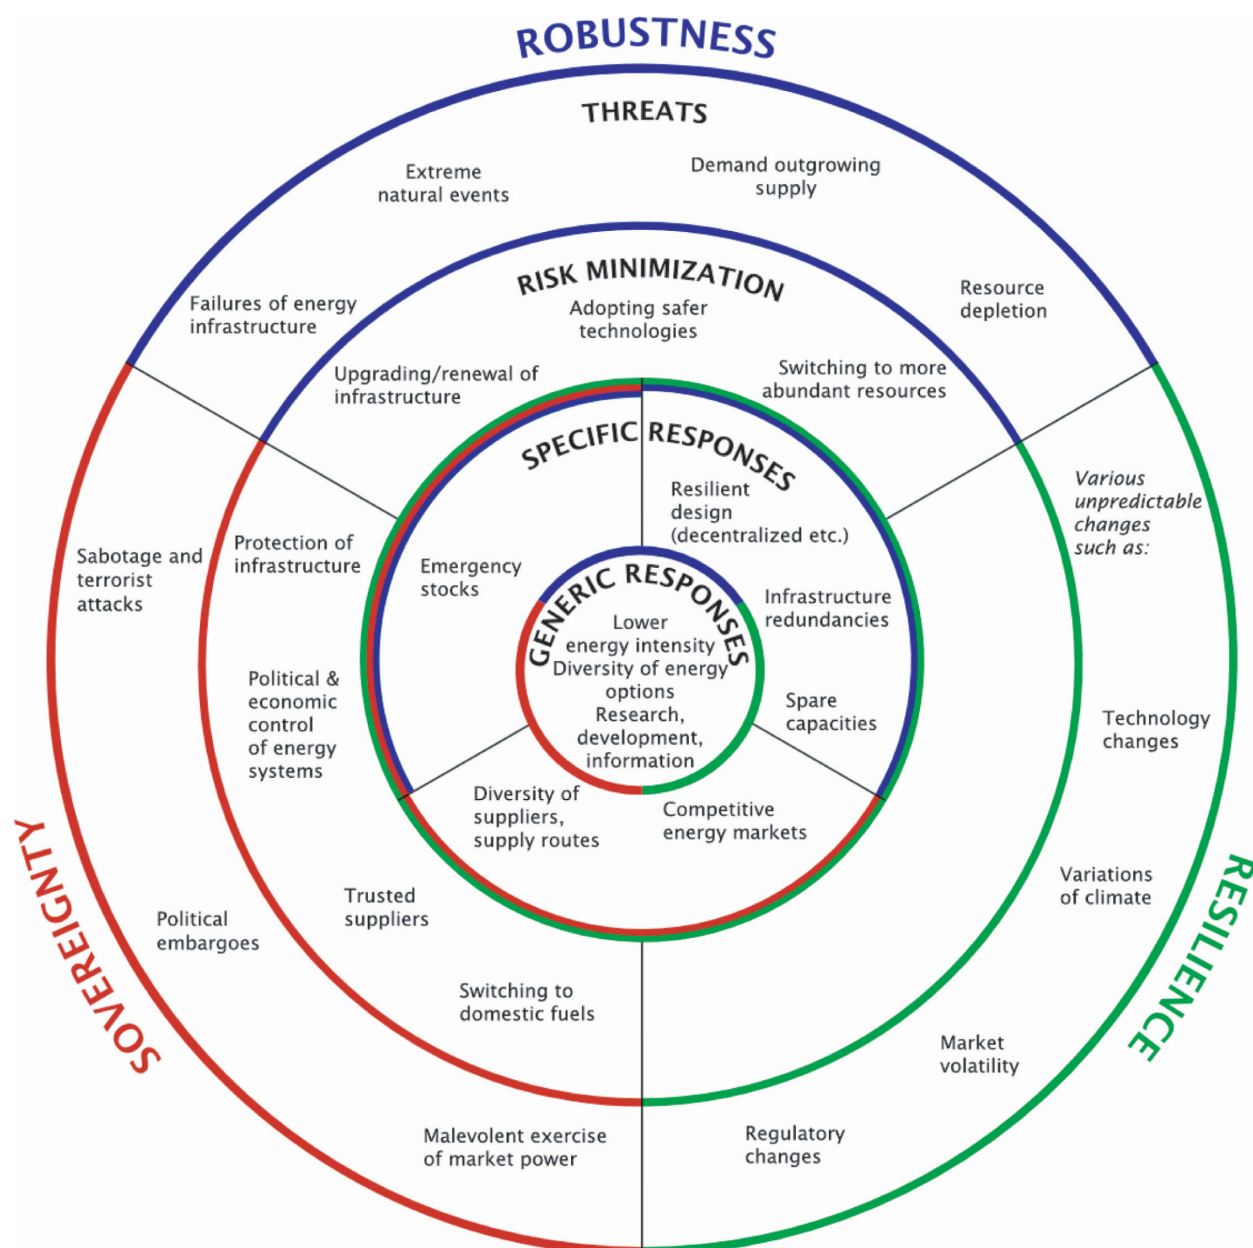 ROBUSTNESS
THREATS
Extreme
natural events
Demand outgrowing
supply
Failures of energy
infrastructure
Resource
depletion
RISK MINIMIZATION
Adopting safer
technologies
Upgrading/renewal of
infrastructure
Switching to more
abundant resources
SPECIFIC RESPONSES
Resilient
design
(decentralized etc.)
Emergency
stocks
Infrastructure
redundancies
Spare
capacities
GENERIC RESPONSES
Lower
energy intensity
Diversity of energy
options
Research,
development,
information
Diversity of
suppliers,
supply routes
Competitive
energy markets
Various
unpredictable
changes
such as:
Sabotage and
terrorist
attacks
Protection of
infrastructure
Political &
economic
control
of energy
systems
Technology
changes
Trusted
suppliers
Political
embargoes
Variations
of climate
Switching to
domestic fuels
Market
volatility
Malevolent exercise
of market power
Regulatory
changes
SOVEREIGNTY
RESILIENCE